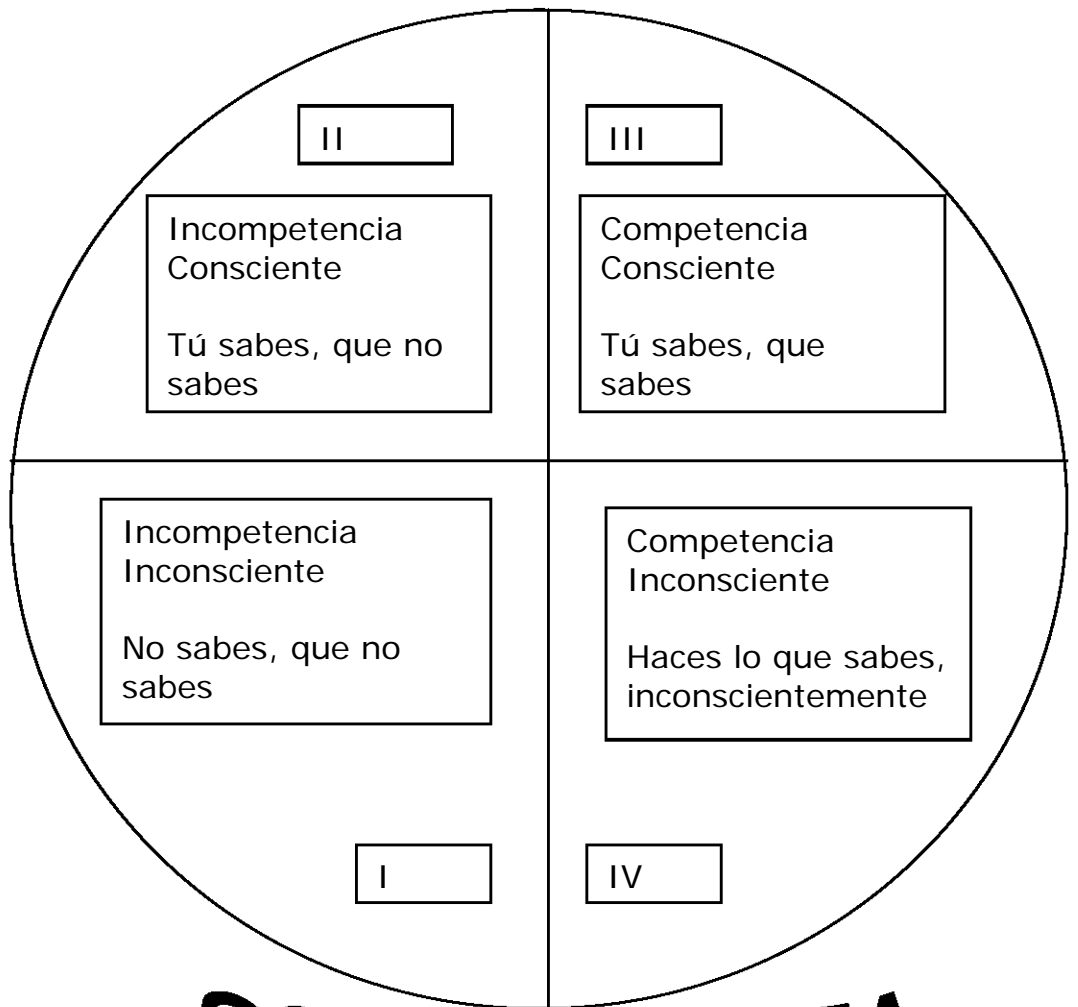 II
III
Incompetencia
Consciente
Tú sabes, que no
sabes
Competencia
Consciente
Tú sabes, que
sabes
Incompetencia
Inconsciente
No sabes, que no
sabes
Competencia
Inconsciente
Haces lo que sabes,
inconscientemente
I
IV